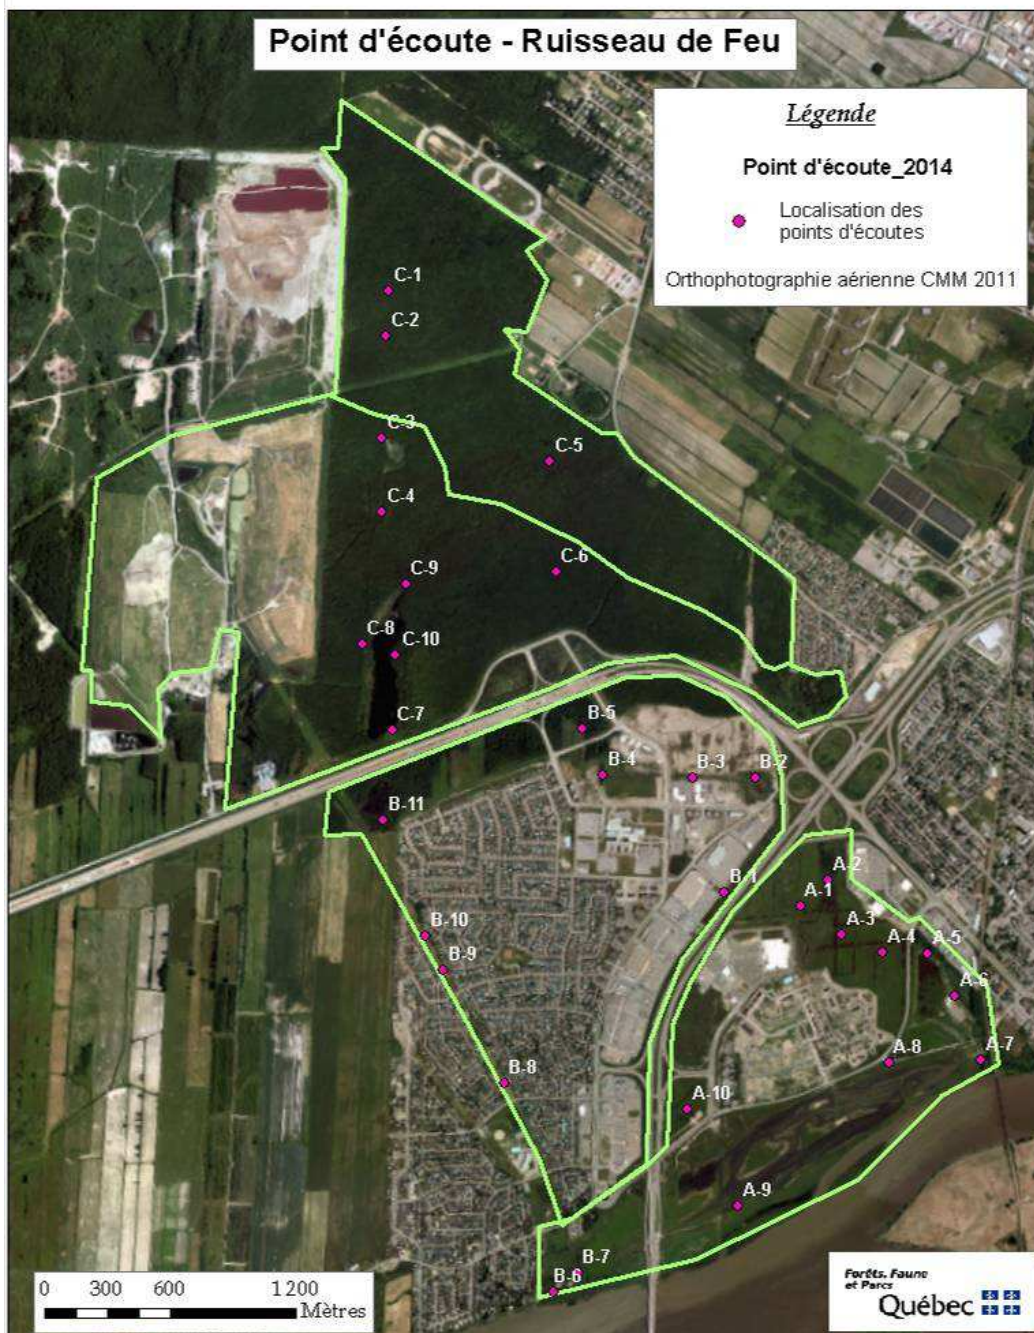 Point d'écoute - Ruisseau de Feu
Légende
Point d'écoute_2014
Localisation des
points d'écoutes
Orthophotographie aérienne CMM 2011
C-1
C-2
C-3
C-5
C-4
C-6
C-9
C-8
C-10
C-7
B-5
B-4
B-3
B-2
B-11
B-1
A-2
A-1
A-3
A-4
A-5
B-10
B-9
A-6
A-7
A-8
B-8
A-10
A-9
B-7
B-6
0 300 600 1 200
Mètres
Forêts, Faune
et Parcs
Québec